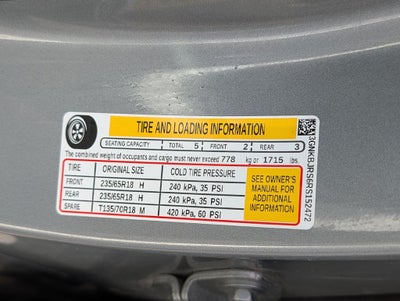 TIRE AND LOADING INFORMATION
SEATING CAPACITY TOTAL 5 FRONT 2 REAR 3
The combined weight of occupants and cargo must never exceed 778 kg or 1715 lbs.
TIRE ORIGINAL SIZE COLD TIRE PRESSURE
FRONT 235/65R18 H 240 kPa, 35 PSI
REAR 235/65R18 H 240 kPa, 35 PSI
SPARE T135/70R18 M 420 kPa, 60 PSI
SEE OWNER'S
MANUAL FOR
ADDITIONAL
INFORMATION
3GNKBJRS6RS152472